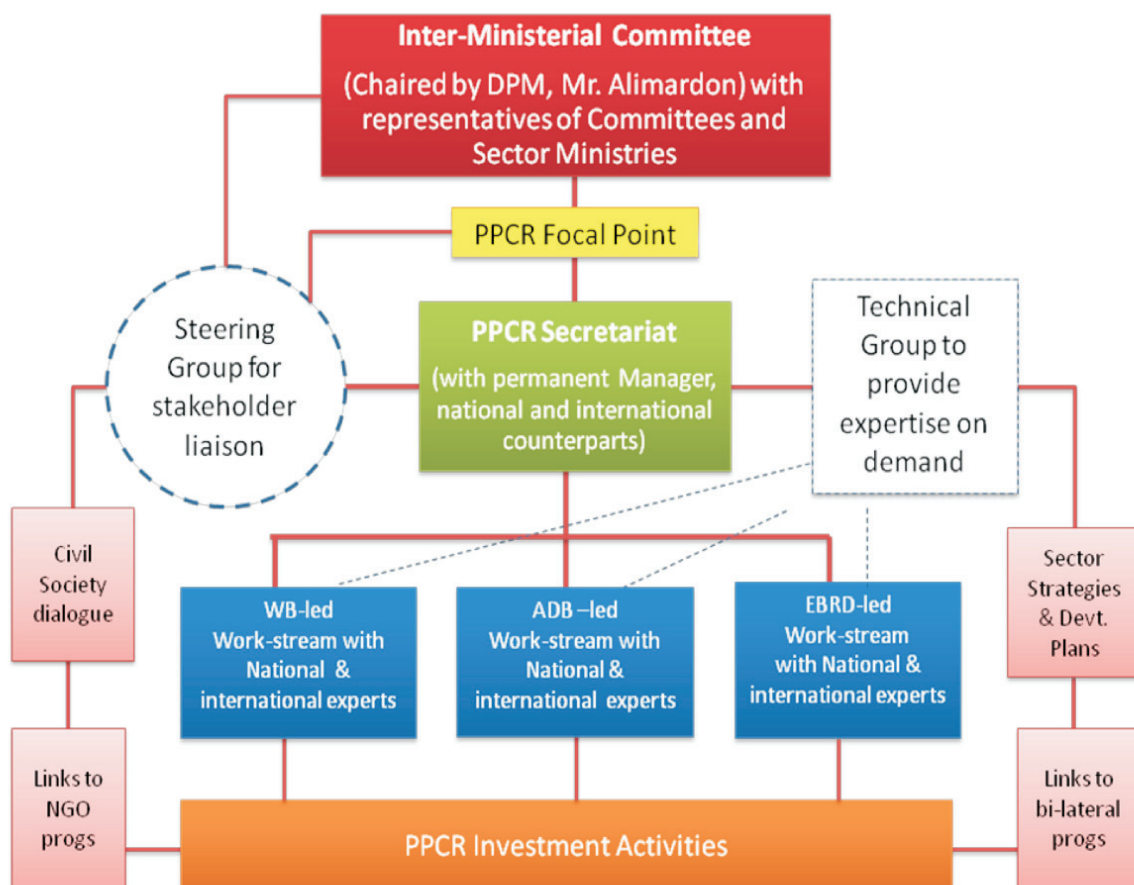 Inter-Ministerial Committee
(Chaired by DPM, Mr. Alimardon) with
representatives of Committees and
Sector Ministries
PPCR Focal Point
Steering
Group for
stakeholder
liaison
PPCR Secretariat
(with permanent Manager,
national and international
counterparts)
Technical
Group to
provide
expertise on
demand
Civil
Society
dialogue
WB-led
Work-stream with
National &
international experts
ADB –led
Work-stream with
National &
international experts
EBRD-led
Work-stream
with National &
international experts
Sector
Strategies
& Devt.
Plans
Links to
NGO
progs
PPCR Investment Activities
Links to
bi-lateral
progs